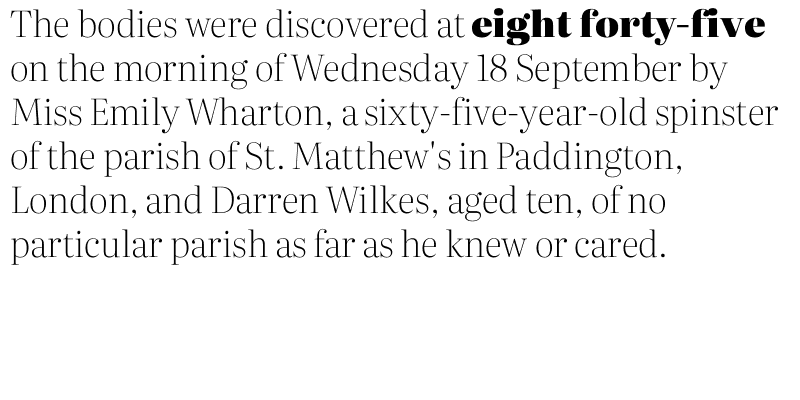 The bodies were discovered at eight forty-five
on the morning of Wednesday 18 September by
Miss Emily Wharton, a sixty-five-year-old spinster
of the parish of St. Matthew's in Paddington,
London, and Darren Wilkes, aged ten, of no
particular parish as far as he knew or cared.